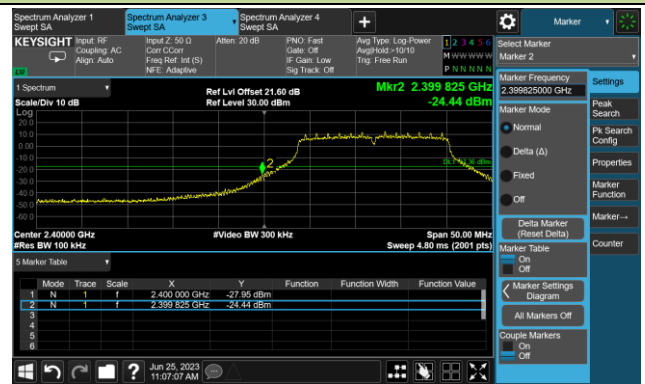 Spectrum Analyzer 1
Swept SA
Spectrum Analyzer 3
Swept SA
Spectrum Analyzer 4
Swept SA
Marker
KEYSIGHT
Input: RF
Coupling: AC
Align: Auto
Input Z: 50 Ω
Corr CCorr
Freq Ref: Int (S)
NFE: Adaptive
Atten: 20 dB
PNO: Fast
Gate: Off
IF Gain: Low
Sig Track: Off
Avg Type: Log-Power
Avg|Hold:>10/10
Trig: Free Run
1 2 3 4 5 6
M W W W W W
P N N N N N
Select Marker
Marker 2
1 Spectrum
Scale/Div 10 dB
Log
Ref Lvl Offset 21.60 dB
Ref Level 30.00 dBm
Mkr2 2.399 825 GHz
-24.44 dBm
20.0
10.0
0.00
-10.0
-20.0
-30.0
-40.0
-50.0
-60.0
2
Center 2.40000 GHz
#Res BW 100 kHz
#Video BW 300 kHz
Span 50.00 MHz
Sweep 4.80 ms (2001 pts)
5 Marker Table
Mode Trace Scale X Y Function Function Width Function Value
1 N 1 f 2.400 000 GHz -27.95 dBm
2 N 1 f 2.399 825 GHz -24.44 dBm
3
4
5
6
Jun 25, 2023
11:07:07 AM
Marker Frequency
2.399825000 GHz
Marker Mode
Normal
Delta (Δ)
Fixed
Off
Delta Marker
(Reset Delta)
Marker Table
On
Off
Marker Settings
Diagram
All Markers Off
Couple Markers
On
Off
Settings
Peak
Search
Pk Search
Config
Properties
Marker
Function
Marker→
Counter